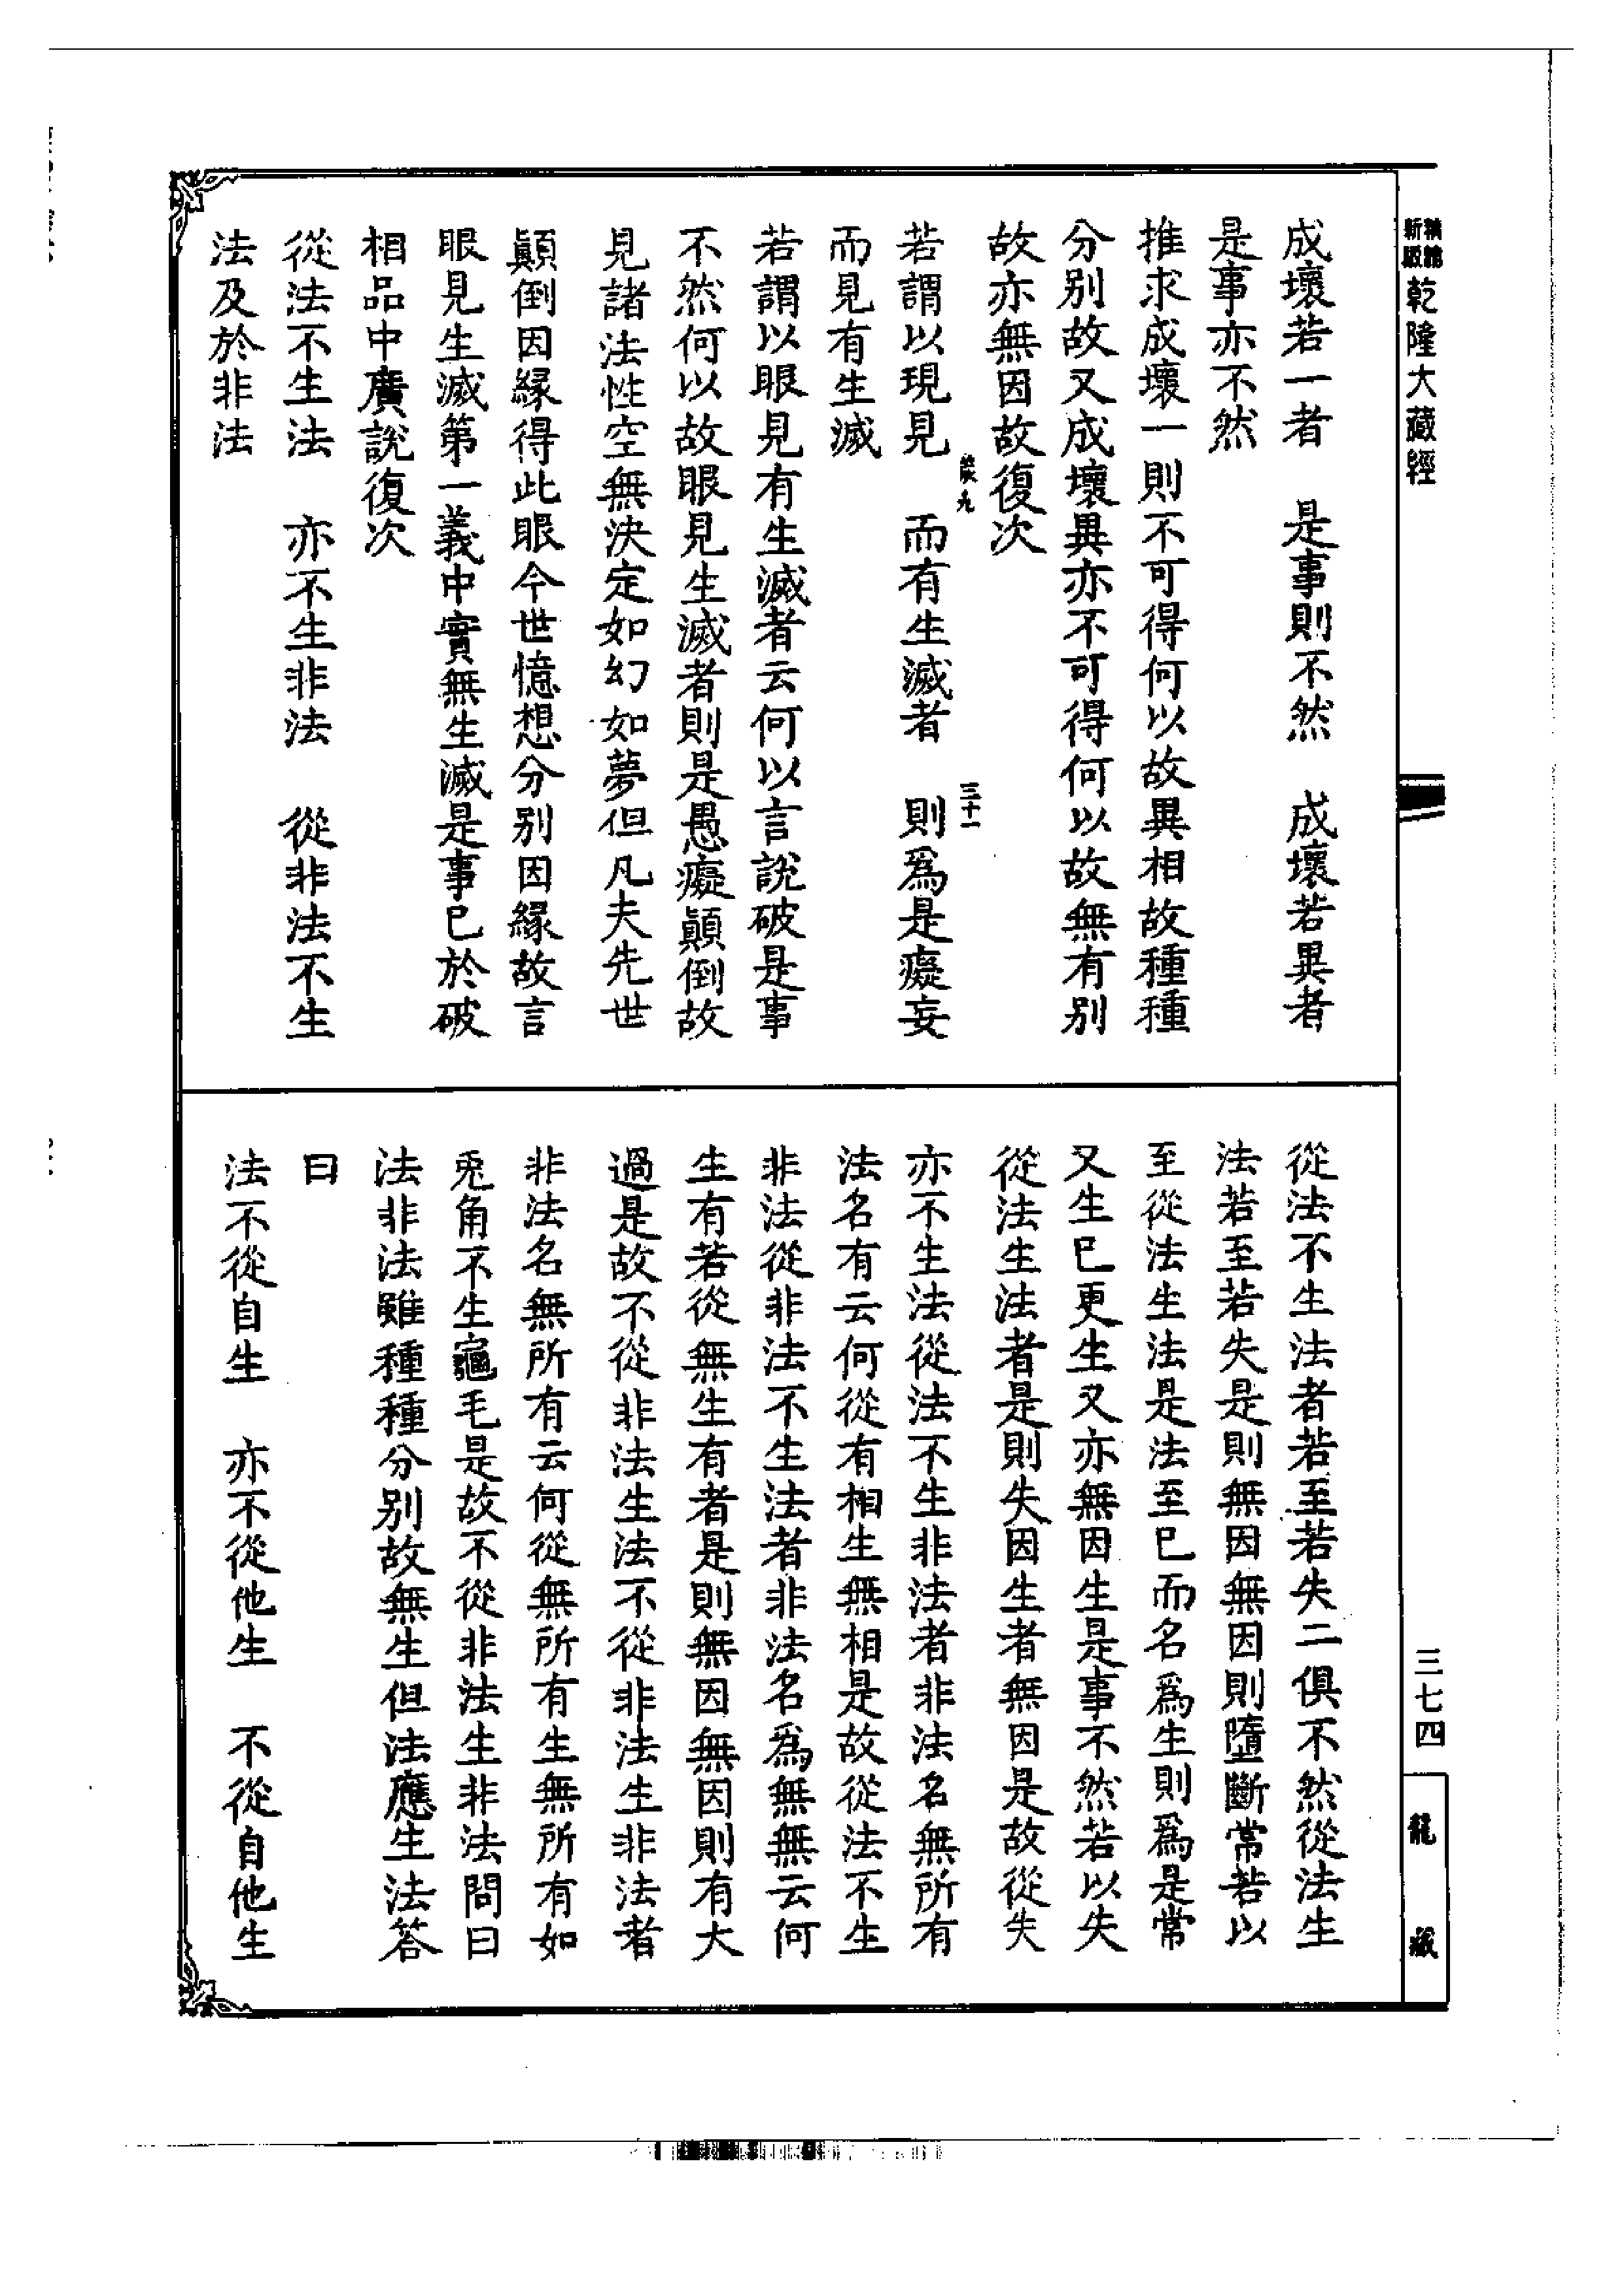 新編縮版乾隆大藏經
三七四
龍藏
成壞若一者　是事則不然　成壞若異者
是事亦不然
推求成壞一則不可得何以故異相故種種
分別故又成壞異亦不可得何以故無有別
故亦無因故復次
若謂以現見　而有生滅者　則爲是癡妄
而見有生滅
若謂以眼見有生滅者云何以言說破是事
不然何以故眼見生滅者則是愚癡顛倒故
見諸法性空無決定如幻如夢但凡夫先世
顛倒因緣得此眼今世憶想分別因緣故言
眼見生滅第一義中實無生滅是事已於破
相品中廣說復次
從法不生法　亦不生非法　從非法不生
法及於非法
從法不生法者若至若失二俱不然從法生
法若至若失是則無因無因則墮斷常若以
至從法生法是法至已而名爲生則爲是常
又生已更生又亦無因生是事不然若以失
從法生法者是則失因生者無因是故從失
亦不生法從法不生非法者非法名無所有
法名有云何從有相生無相是故從法不生
非法從非法不生法者非法名爲無無云何
生有若從無生有者是則無因無因則有大
過是故不從非法生法不從非法生非法者
非法名無所有云何從無所有生無所有如
兎角不生龜毛是故不從非法生非法問曰
法非法雖種種分別故無生但法應生法答
曰
法不從自生　亦不從他生　不從自他生
三十一